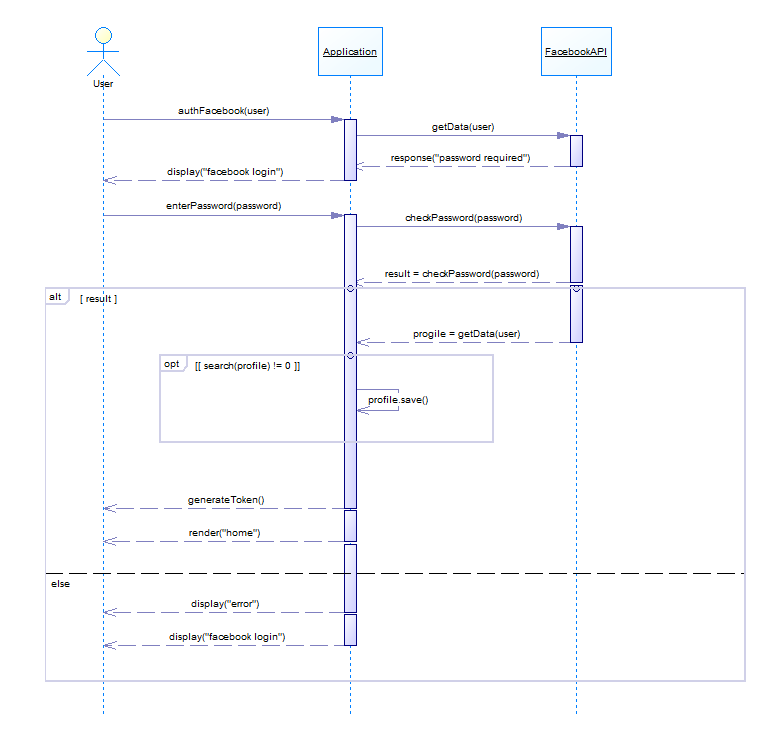 User
Application
FacebookAPI
authFacebook(user)
getData(user)
response("password required")
display("facebook login")
enterPassword(password)
checkPassword(password)
result = checkPassword(password)
alt
[ result ]
progile = getData(user)
opt
[[ search(profile) != 0 ]]
profile.save()
generateToken()
render("home")
else
display("error")
display("facebook login")